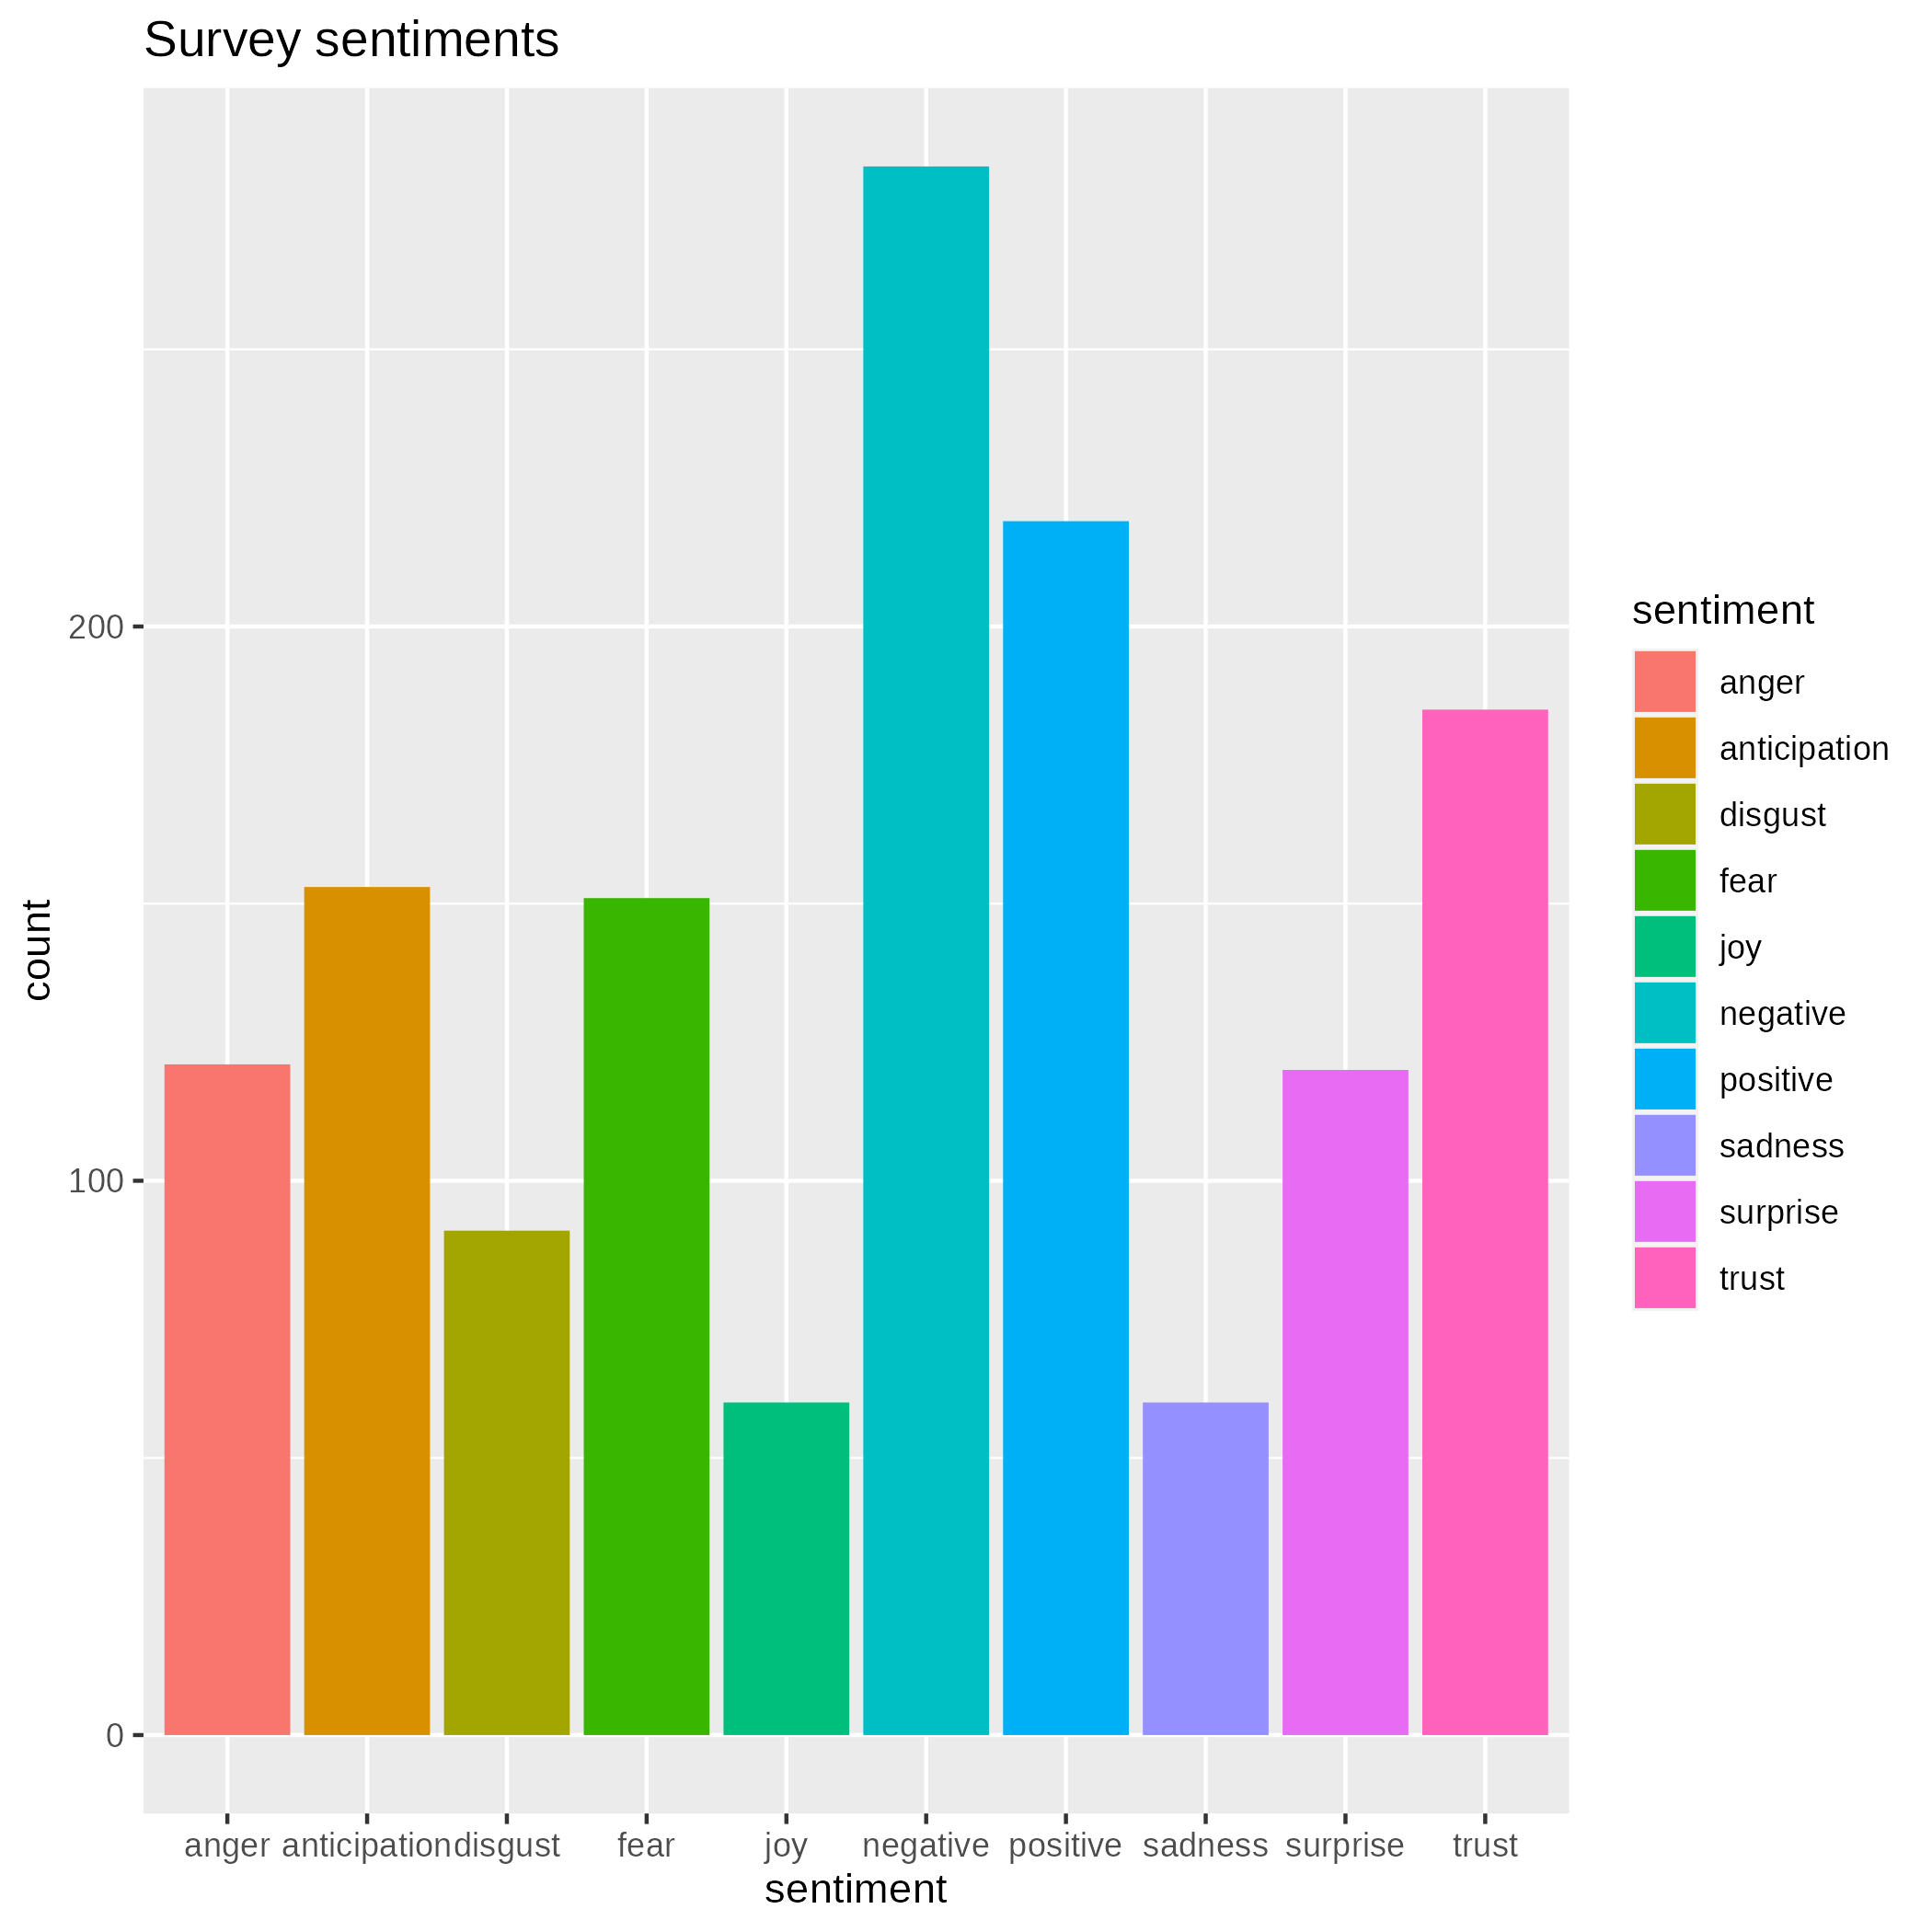 Survey sentiments
count
200
100
0
anger anticipation disgust fear joy negative positive sadness surprise trust
sentiment
sentiment
anger
anticipation
disgust
fear
joy
negative
positive
sadness
surprise
trust